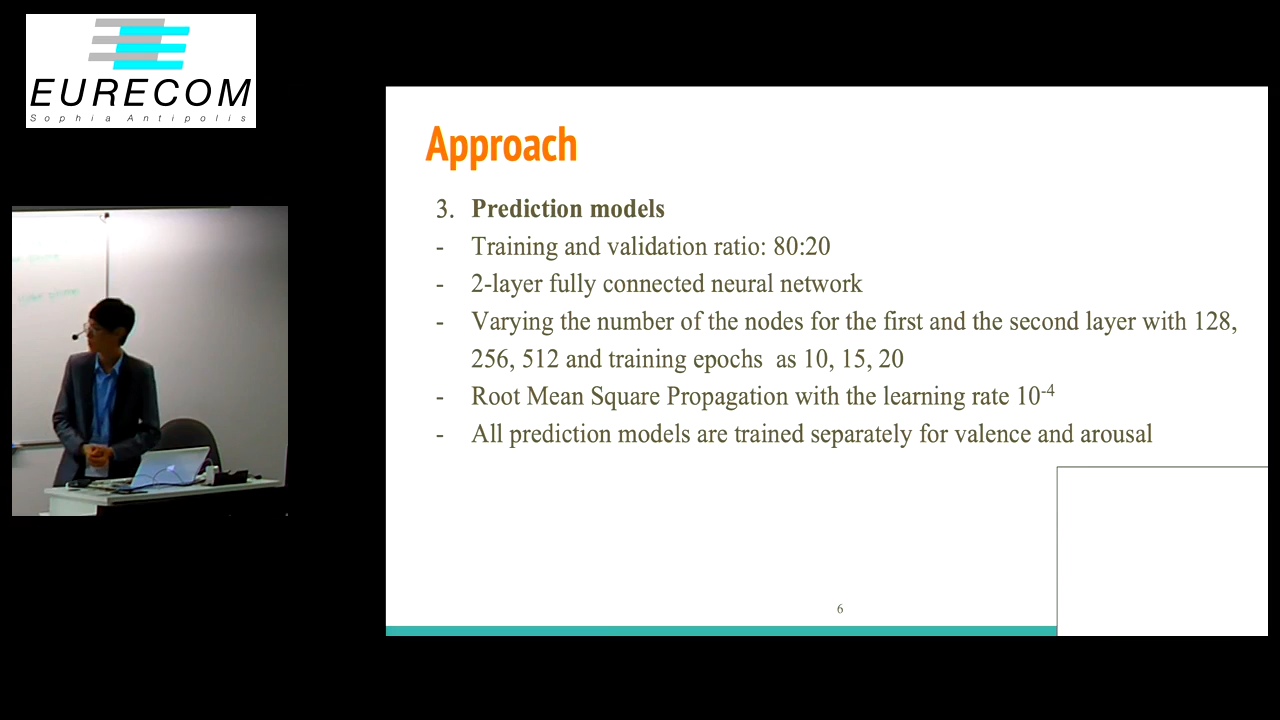 EURECOM
Sophia Antipolis
Approach
3. Prediction models
- Training and validation ratio: 80:20
- 2-layer fully connected neural network
- Varying the number of the nodes for the first and the second layer with 128,
256, 512 and training epochs as 10, 15, 20
- Root Mean Square Propagation with the learning rate 10⁻⁴
- All prediction models are trained separately for valence and arousal
6